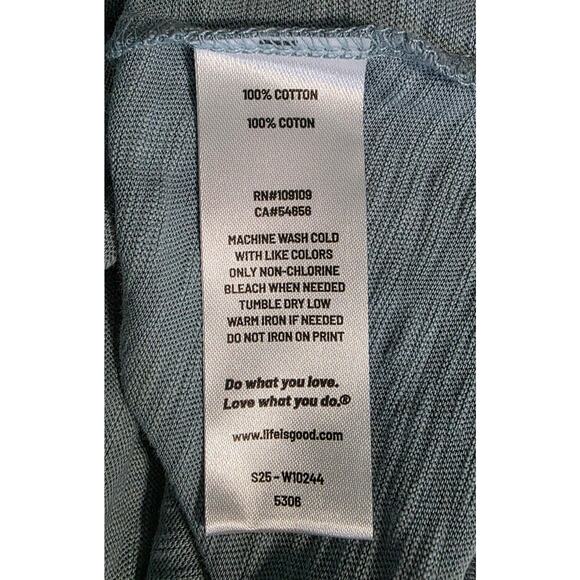 100% COTTON
100% COTON
RN#109109
CA#54656
MACHINE WASH COLD
WITH LIKE COLORS
ONLY NON-CHLORINE
BLEACH WHEN NEEDED
TUMBLE DRY LOW
WARM IRON IF NEEDED
DO NOT IRON ON PRINT
Do what you love.
Love what you do.®
www.lifeisgood.com
S25-W10244
5306